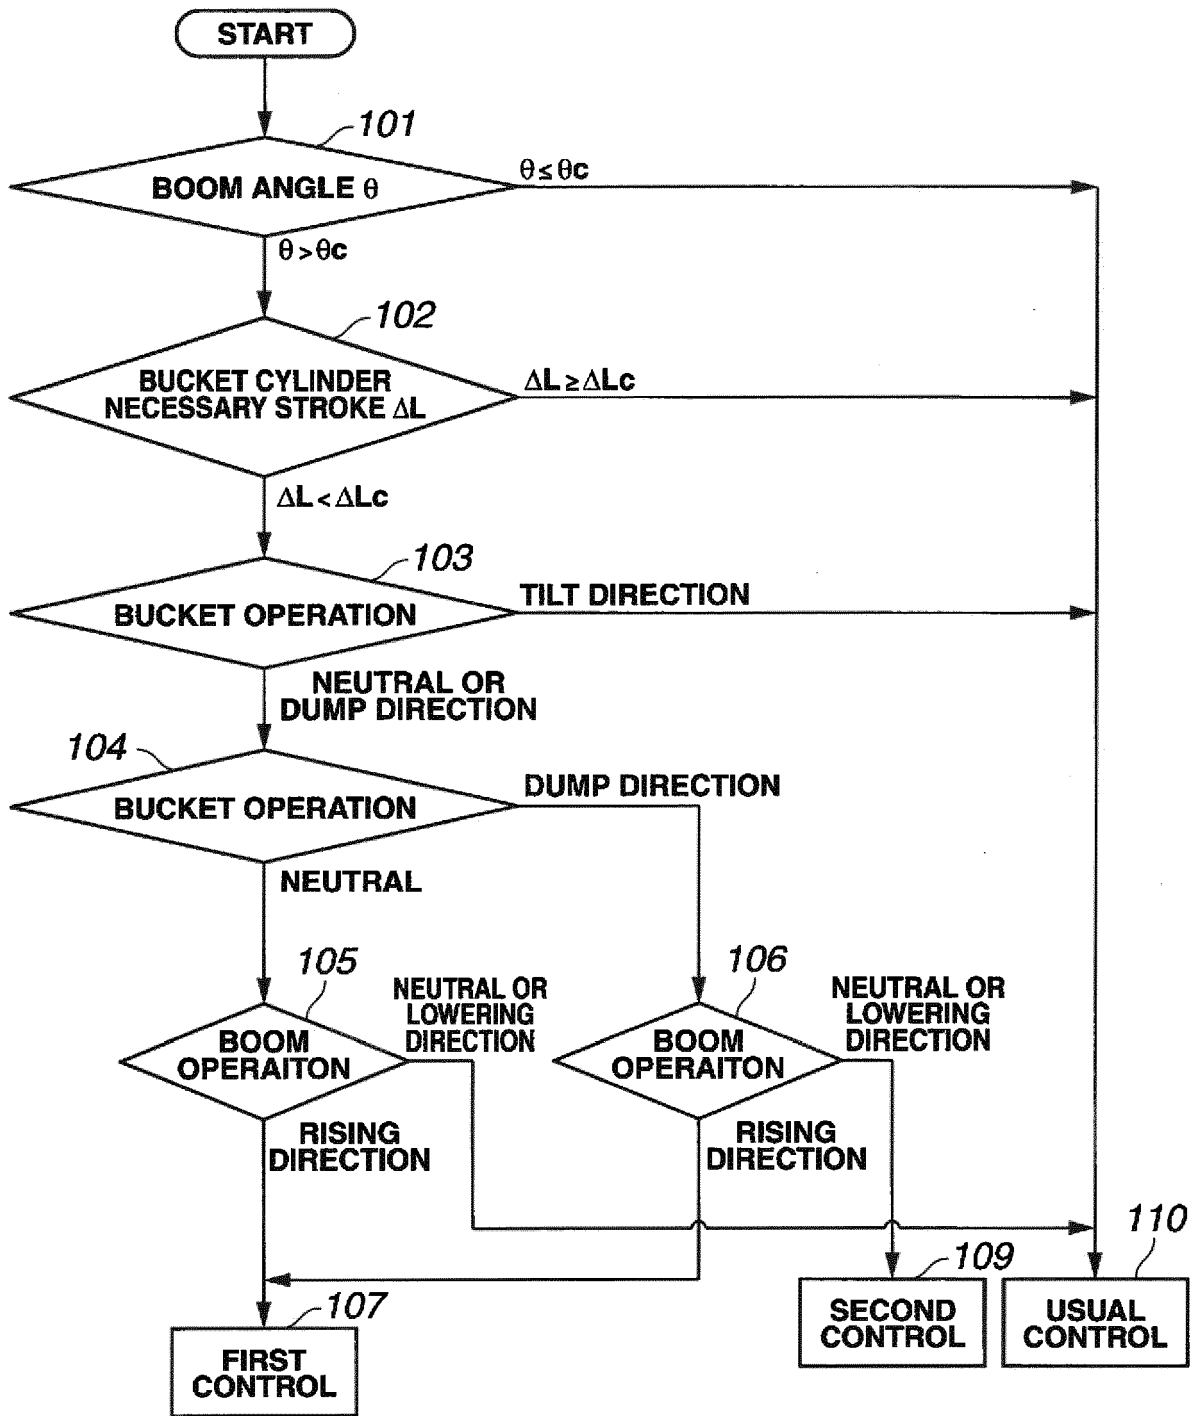 START
101
BOOM ANGLE θ
θ≤θc
θ>θc
102
BUCKET CYLINDER
NECESSARY STROKE ΔL
ΔL≥ΔLc
ΔL<ΔLc
103
BUCKET OPERATION
TILT DIRECTION
NEUTRAL OR
DUMP DIRECTION
104
BUCKET OPERATION
DUMP DIRECTION
NEUTRAL
105
BOOM
OPERAITON
NEUTRAL OR
LOWERING
DIRECTION
106
BOOM
OPERAITON
NEUTRAL OR
LOWERING
DIRECTION
RISING
DIRECTION
RISING
DIRECTION
107
FIRST
CONTROL
109
SECOND
CONTROL
110
USUAL
CONTROL